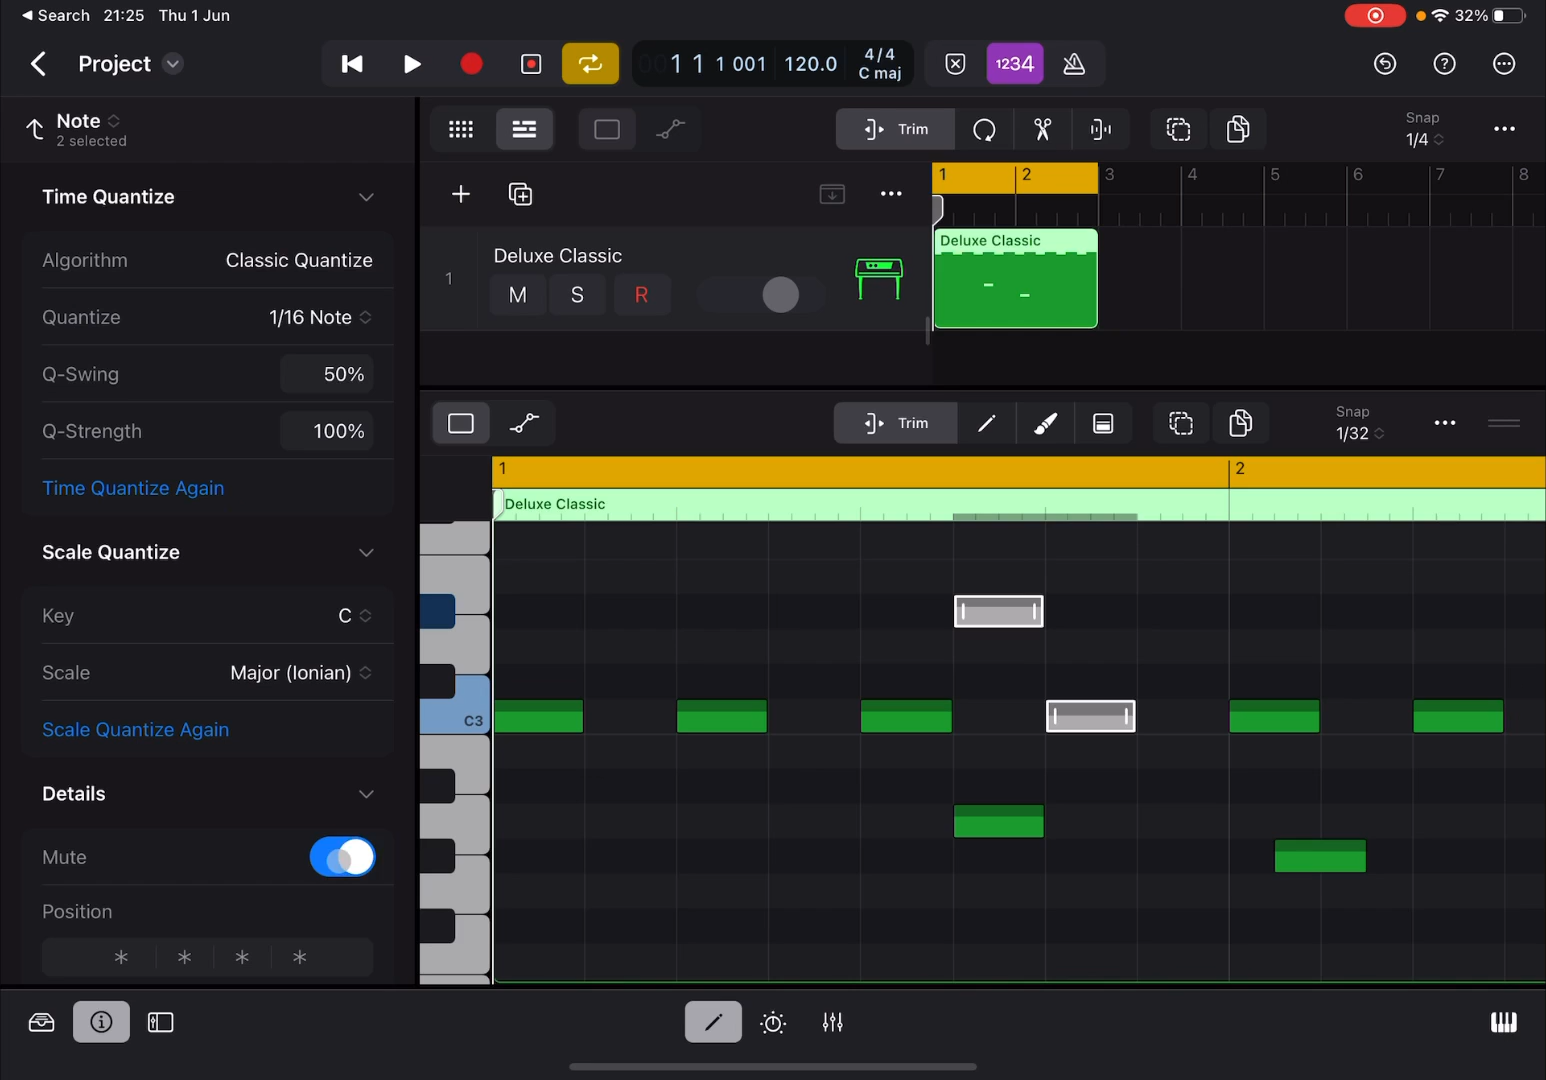 ◀ Search 21:25 Thu 1 Jun 32%
Project 001 1 1 1 001 120.0 4/4 C maj 1234
Note
2 selected
Trim
Snap
1/4
Time Quantize
1 2 3 4 5 6 7 8
Algorithm Classic Quantize
Quantize 1/16 Note
Q-Swing 50%
Q-Strength 100%
Time Quantize Again
1
Deluxe Classic
M S R
Deluxe Classic
Trim
Snap
1/32
1 2
Deluxe Classic
Scale Quantize
Key C
Scale Major (Ionian)
Scale Quantize Again
C3
Details
Mute
Position
* * * *